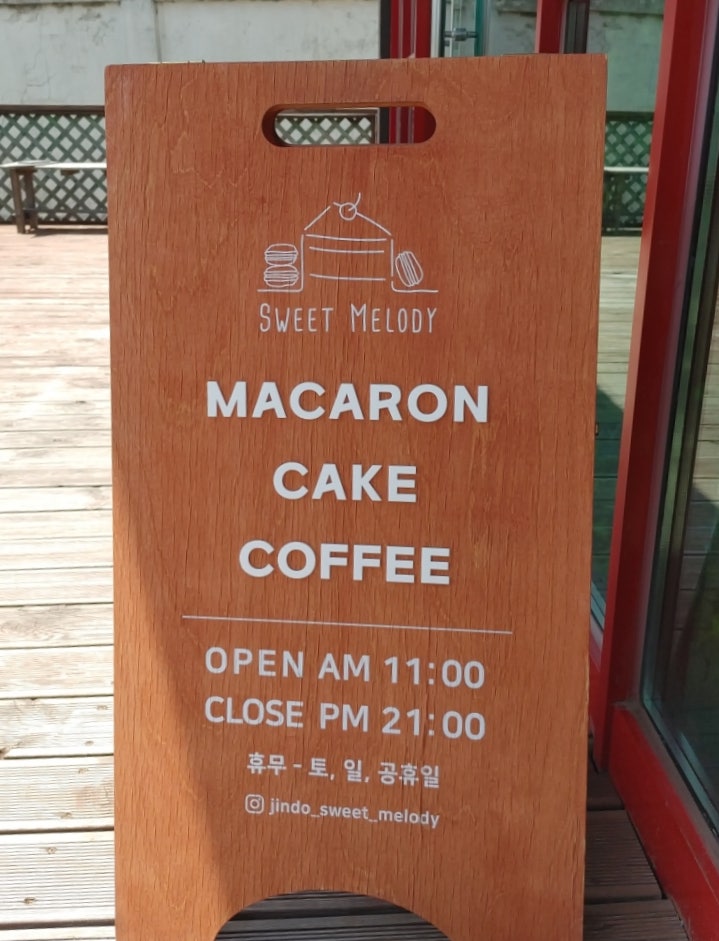 SWEET MELODY
MACARON
CAKE
COFFEE
OPEN AM 11:00
CLOSE PM 21:00
휴무 - 토, 일, 공휴일
jindo_sweet_melody